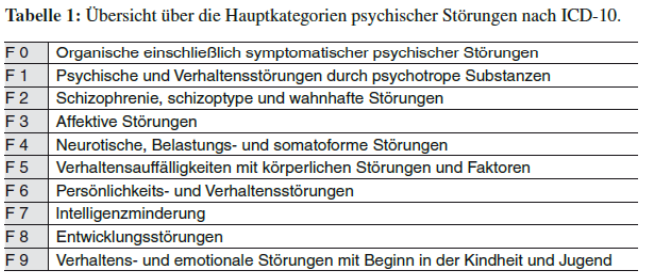 Tabelle 1: Übersicht über die Hauptkategorien psychischer Störungen nach ICD-10.
F 0 Organische einschließlich symptomatischer psychischer Störungen
F 1 Psychische und Verhaltensstörungen durch psychotrope Substanzen
F 2 Schizophrenie, schizoptype und wahnhafte Störungen
F 3 Affektive Störungen
F 4 Neurotische, Belastungs- und somatoforme Störungen
F 5 Verhaltensauffälligkeiten mit körperlichen Störungen und Faktoren
F 6 Persönlichkeits- und Verhaltensstörungen
F 7 Intelligenzminderung
F 8 Entwicklungsstörungen
F 9 Verhaltens- und emotionale Störungen mit Beginn in der Kindheit und Jugend